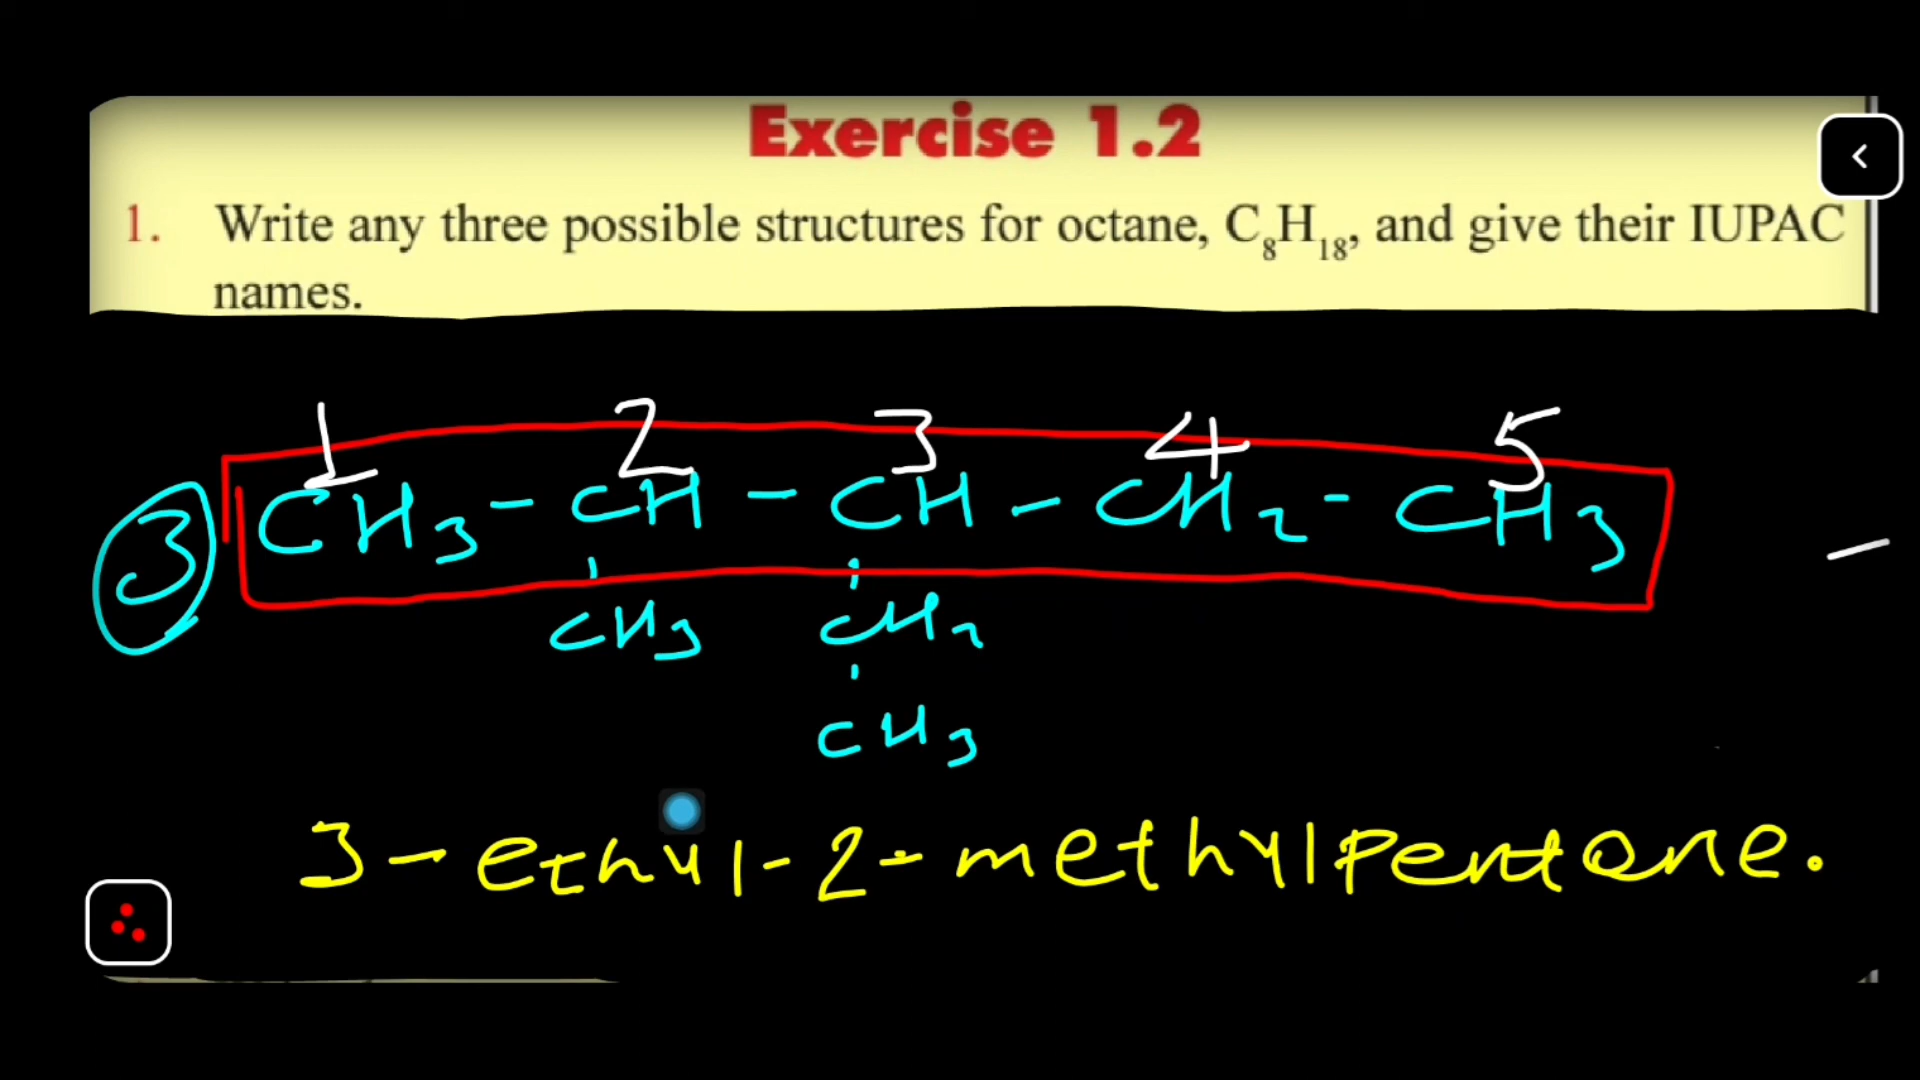 Exercise 1.2
1. Write any three possible structures for octane, C₈H₁₈, and give their IUPAC
names.
1 2 3 4 5
③ CH₃ - CH - CH - CH₂ - CH₃
CH₃ CH₂
CH₃
3-ethyl-2-methylpentane.